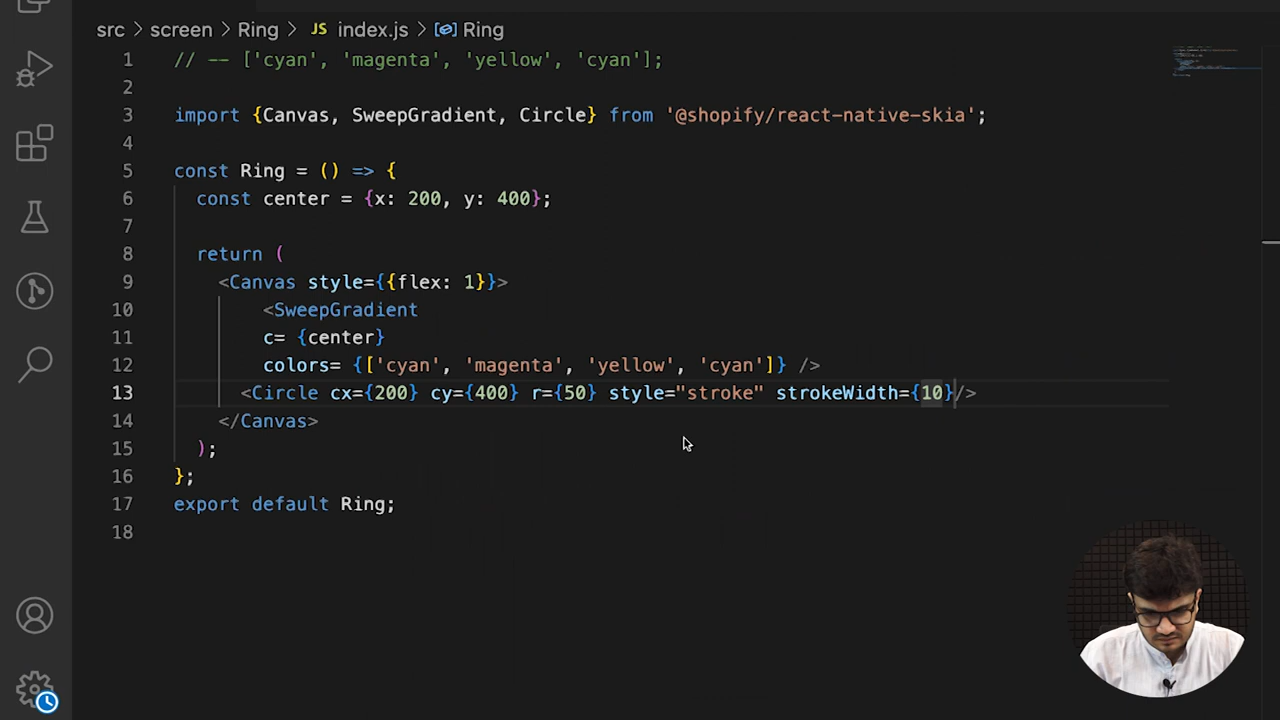 src > screen > Ring > JS index.js > Ring
1 // -- ['cyan', 'magenta', 'yellow', 'cyan'];
2
3 import {Canvas, SweepGradient, Circle} from '@shopify/react-native-skia';
4
5 const Ring = () => {
6 const center = {x: 200, y: 400};
7
8 return (
9 <Canvas style={{flex: 1}}>
10 <SweepGradient
11 c= {center}
12 colors= {['cyan', 'magenta', 'yellow', 'cyan']} />
13 <Circle cx={200} cy={400} r={50} style="stroke" strokeWidth={10}/>
14 </Canvas>
15 );
16 };
17 export default Ring;
18